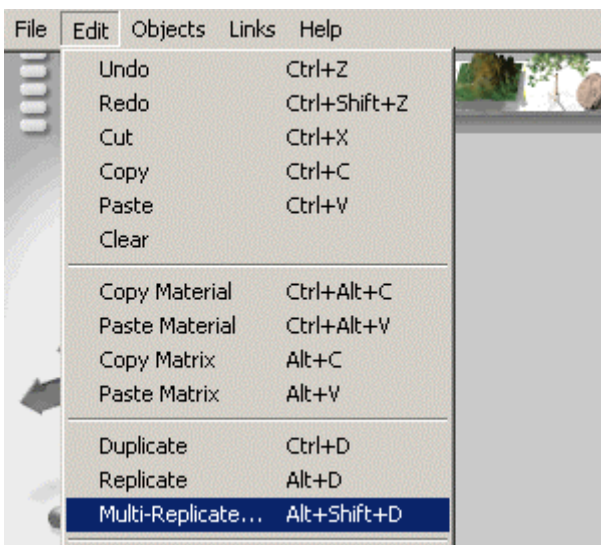 File Edit Objects Links Help
Undo Ctrl+Z
Redo Ctrl+Shift+Z
Cut Ctrl+X
Copy Ctrl+C
Paste Ctrl+V
Clear
Copy Material Ctrl+Alt+C
Paste Material Ctrl+Alt+V
Copy Matrix Alt+C
Paste Matrix Alt+V
Duplicate Ctrl+D
Replicate Alt+D
Multi-Replicate... Alt+Shift+D